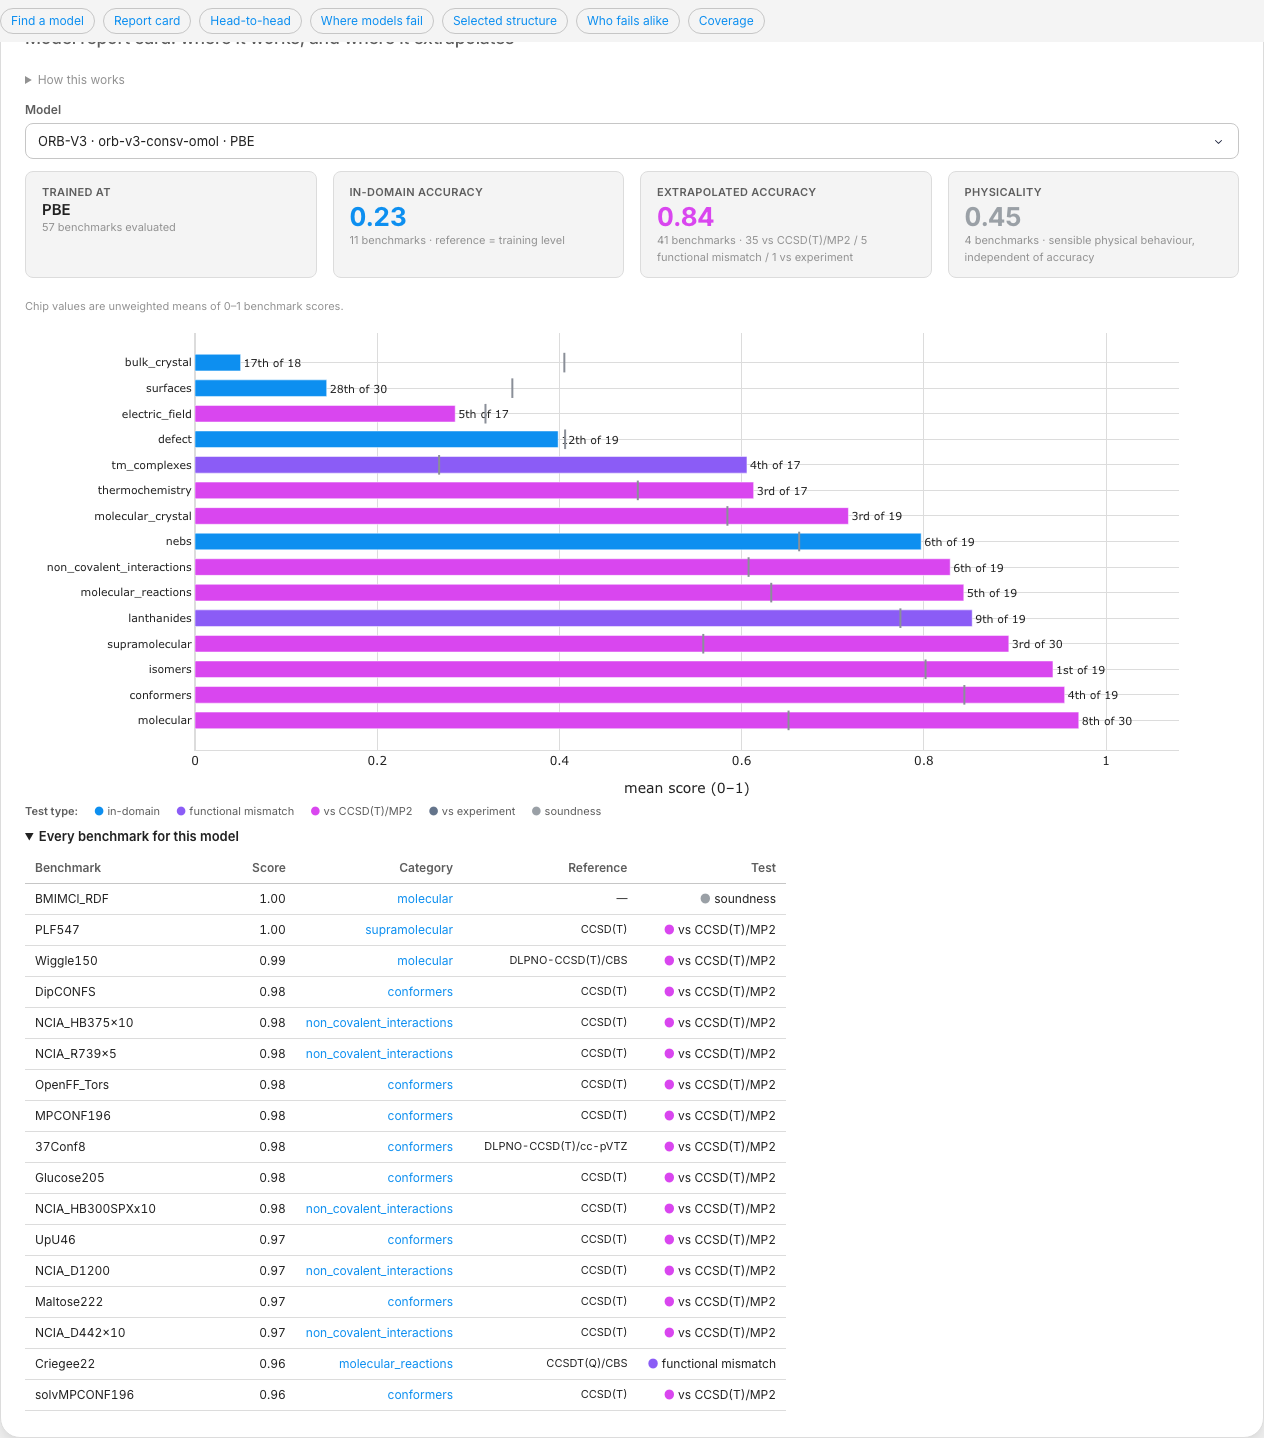 Find a model
Report card
Head-to-head
Where models fail
Selected structure
Who fails alike
Coverage
Model report card: where it works, and where it extrapolates
How this works
Model
ORB-V3 · orb-v3-consv-omol · PBE
TRAINED AT
PBE
57 benchmarks evaluated
IN-DOMAIN ACCURACY
0.23
11 benchmarks · reference = training level
EXTRAPOLATED ACCURACY
0.84
41 benchmarks · 35 vs CCSD(T)/MP2 / 5
functional mismatch / 1 vs experiment
PHYSICALITY
0.45
4 benchmarks · sensible physical behaviour,
independent of accuracy
Chip values are unweighted means of 0–1 benchmark scores.
bulk_crystal 17th of 18
surfaces 28th of 30
electric_field 5th of 17
defect 12th of 19
tm_complexes 4th of 17
thermochemistry 3rd of 17
molecular_crystal 3rd of 19
nebs 6th of 19
non_covalent_interactions 6th of 19
molecular_reactions 5th of 19
lanthanides 9th of 19
supramolecular 3rd of 30
isomers 1st of 19
conformers 4th of 19
molecular 8th of 30
0 0.2 0.4 0.6 0.8 1
mean score (0–1)
Test type: in-domain functional mismatch vs CCSD(T)/MP2 vs experiment soundness
Every benchmark for this model
Benchmark Score Category Reference Test
BMIMCl_RDF 1.00 molecular — soundness
PLF547 1.00 supramolecular CCSD(T) vs CCSD(T)/MP2
Wiggle150 0.99 molecular DLPNO-CCSD(T)/CBS vs CCSD(T)/MP2
DipCONFS 0.98 conformers CCSD(T) vs CCSD(T)/MP2
NCIA_HB375×10 0.98 non_covalent_interactions CCSD(T) vs CCSD(T)/MP2
NCIA_R739×5 0.98 non_covalent_interactions CCSD(T) vs CCSD(T)/MP2
OpenFF_Tors 0.98 conformers CCSD(T) vs CCSD(T)/MP2
MPCONF196 0.98 conformers CCSD(T) vs CCSD(T)/MP2
37Conf8 0.98 conformers DLPNO-CCSD(T)/cc-pVTZ vs CCSD(T)/MP2
Glucose205 0.98 conformers CCSD(T) vs CCSD(T)/MP2
NCIA_HB300SPXx10 0.98 non_covalent_interactions CCSD(T) vs CCSD(T)/MP2
UpU46 0.97 conformers CCSD(T) vs CCSD(T)/MP2
NCIA_D1200 0.97 non_covalent_interactions CCSD(T) vs CCSD(T)/MP2
Maltose222 0.97 conformers CCSD(T) vs CCSD(T)/MP2
NCIA_D442×10 0.97 non_covalent_interactions CCSD(T) vs CCSD(T)/MP2
Criegee22 0.96 molecular_reactions CCSDT(Q)/CBS functional mismatch
solvMPCONF196 0.96 conformers CCSD(T) vs CCSD(T)/MP2